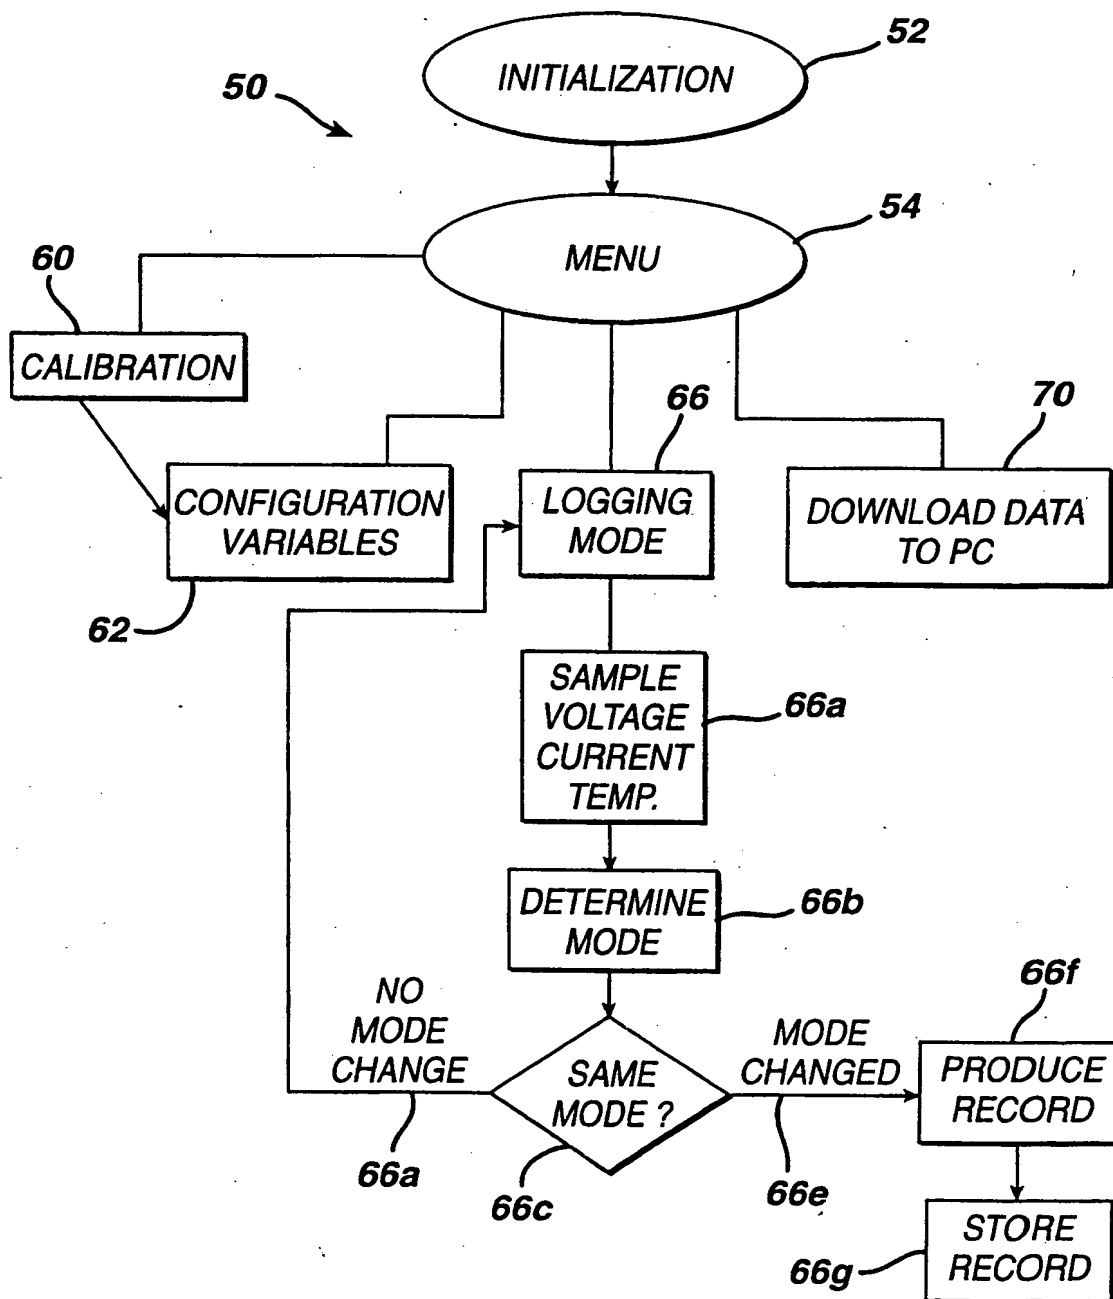 52
INITIALIZATION
50
54
MENU
60
CALIBRATION
66
70
CONFIGURATION
VARIABLES
LOGGING
MODE
DOWNLOAD DATA
TO PC
62
SAMPLE
VOLTAGE
CURRENT
TEMP.
66a
DETERMINE
MODE
66b
NO
MODE
CHANGE
66a
SAME
MODE ?
66c
MODE
CHANGED
66e
66f
PRODUCE
RECORD
STORE
RECORD
66g